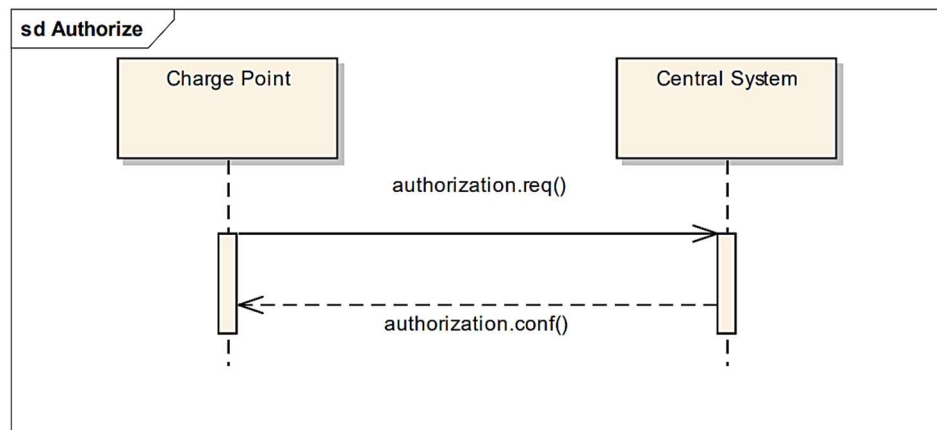 sd Authorize
Charge Point
Central System
authorization.req()
authorization.conf()